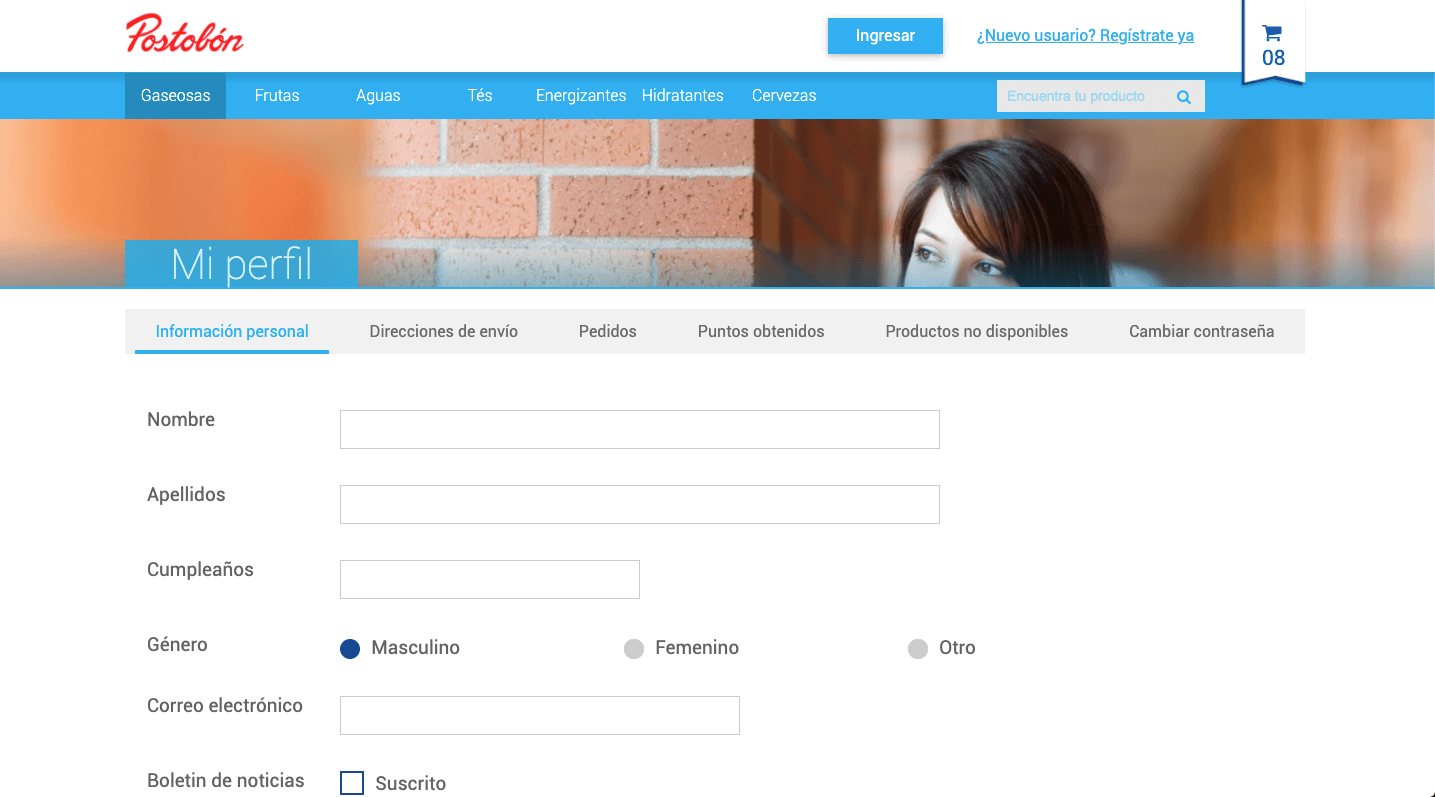 Postobón
Ingresar
¿Nuevo usuario? Regístrate ya
08
Gaseosas Frutas Aguas Tés Energizantes Hidratantes Cervezas
Encuentra tu producto
Mi perfil
Información personal Direcciones de envío Pedidos Puntos obtenidos Productos no disponibles Cambiar contraseña
Nombre
Apellidos
Cumpleaños
Género Masculino Femenino Otro
Correo electrónico
Boletin de noticias Suscrito